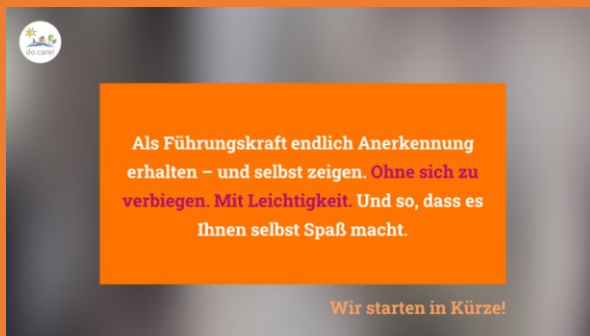 do care!
Als Führungskraft endlich Anerkennung
erhalten – und selbst zeigen. Ohne sich zu
verbiegen. Mit Leichtigkeit. Und so, dass es
Ihnen selbst Spaß macht.
Wir starten in Kürze!